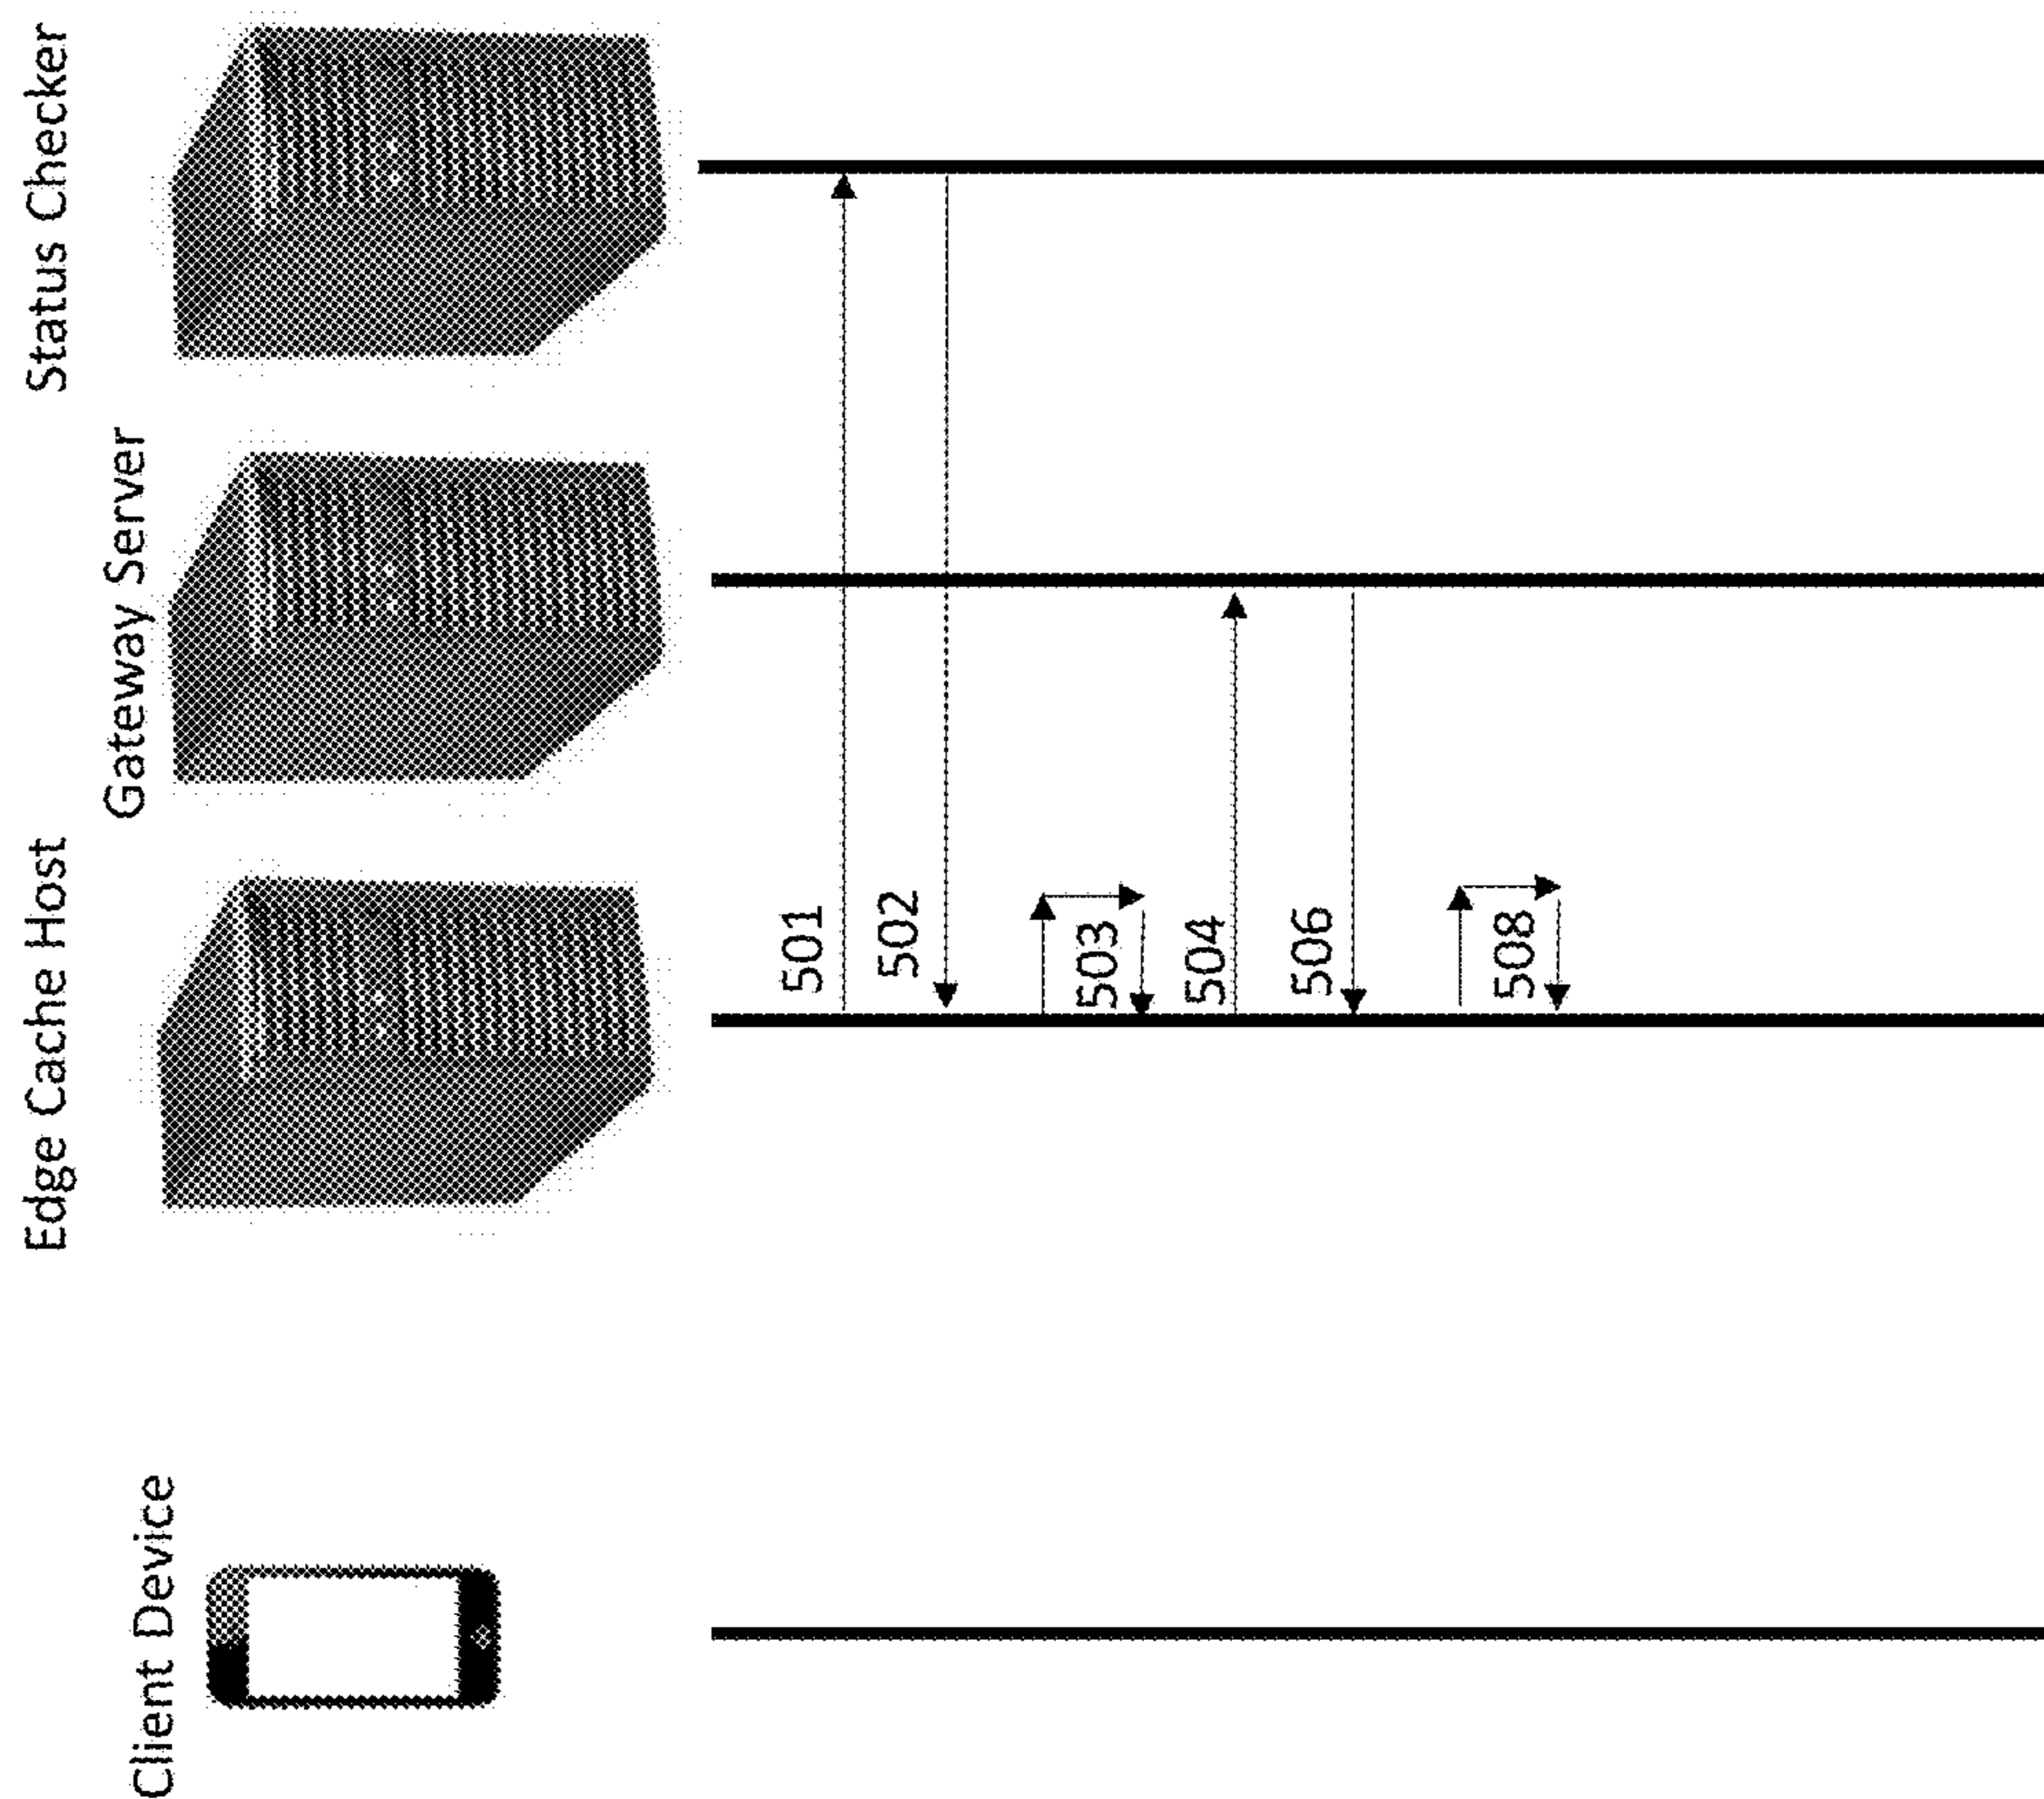 Client Device
Edge Cache Host
Gateway Server
Status Checker
501
502
503
504
506
508